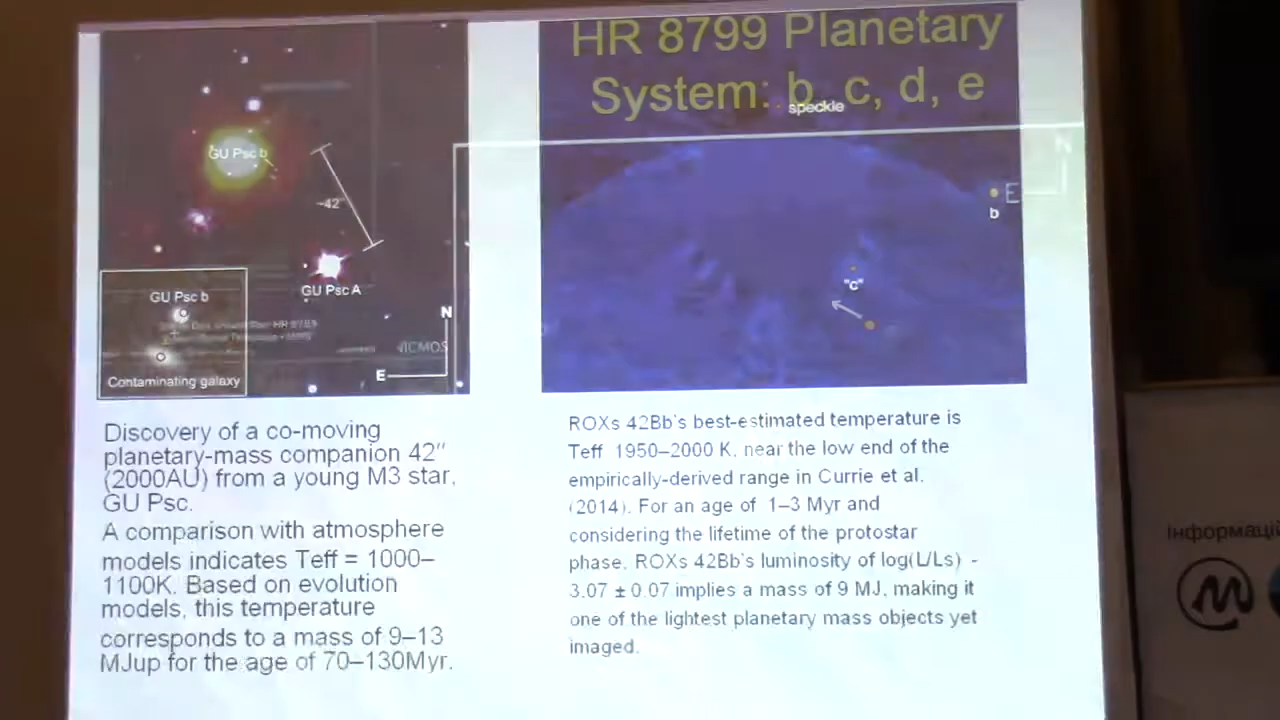 HR 8799 Planetary
System: b, c, d, e
speckle
GU Psc b
~42"
GU Psc A
GU Psc b
Contaminating galaxy
N
E
N
E
b
"c"
Discovery of a co-moving
planetary-mass companion 42″
(2000AU) from a young M3 star,
GU Psc.
A comparison with atmosphere
models indicates Teff = 1000–
1100K. Based on evolution
models, this temperature
corresponds to a mass of 9–13
MJup for the age of 70–130Myr.
ROXs 42Bb's best-estimated temperature is
Teff 1950–2000 K, near the low end of the
empirically-derived range in Currie et al.
(2014). For an age of 1–3 Myr and
considering the lifetime of the protostar
phase, ROXs 42Bb's luminosity of log(L/Ls) -
3.07 ± 0.07 implies a mass of 9 MJ, making it
one of the lightest planetary mass objects yet
imaged.